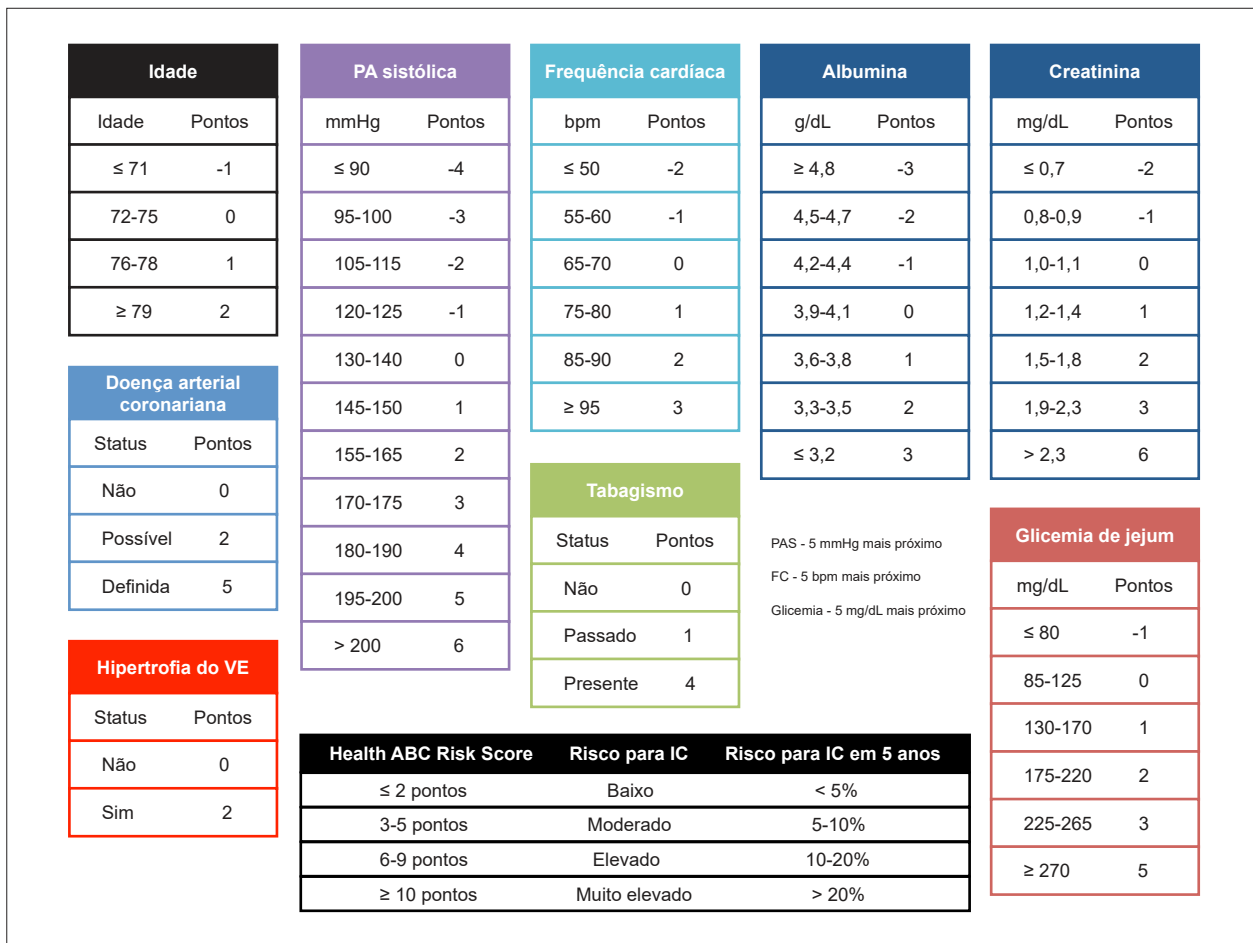 Idade
Idade Pontos
≤ 71 -1
72-75 0
76-78 1
≥ 79 2
Doença arterial
coronariana
Status Pontos
Não 0
Possível 2
Definida 5
Hipertrofia do VE
Status Pontos
Não 0
Sim 2
PA sistólica
mmHg Pontos
≤ 90 -4
95-100 -3
105-115 -2
120-125 -1
130-140 0
145-150 1
155-165 2
170-175 3
180-190 4
195-200 5
> 200 6
Frequência cardíaca
bpm Pontos
≤ 50 -2
55-60 -1
65-70 0
75-80 1
85-90 2
≥ 95 3
Tabagismo
Status Pontos
Não 0
Passado 1
Presente 4
Albumina
g/dL Pontos
≥ 4,8 -3
4,5-4,7 -2
4,2-4,4 -1
3,9-4,1 0
3,6-3,8 1
3,3-3,5 2
≤ 3,2 3
PAS - 5 mmHg mais próximo
FC - 5 bpm mais próximo
Glicemia - 5 mg/dL mais próximo
Creatinina
mg/dL Pontos
≤ 0,7 -2
0,8-0,9 -1
1,0-1,1 0
1,2-1,4 1
1,5-1,8 2
1,9-2,3 3
> 2,3 6
Glicemia de jejum
mg/dL Pontos
≤ 80 -1
85-125 0
130-170 1
175-220 2
225-265 3
≥ 270 5
Health ABC Risk Score Risco para IC Risco para IC em 5 anos
≤ 2 pontos Baixo < 5%
3-5 pontos Moderado 5-10%
6-9 pontos Elevado 10-20%
≥ 10 pontos Muito elevado > 20%